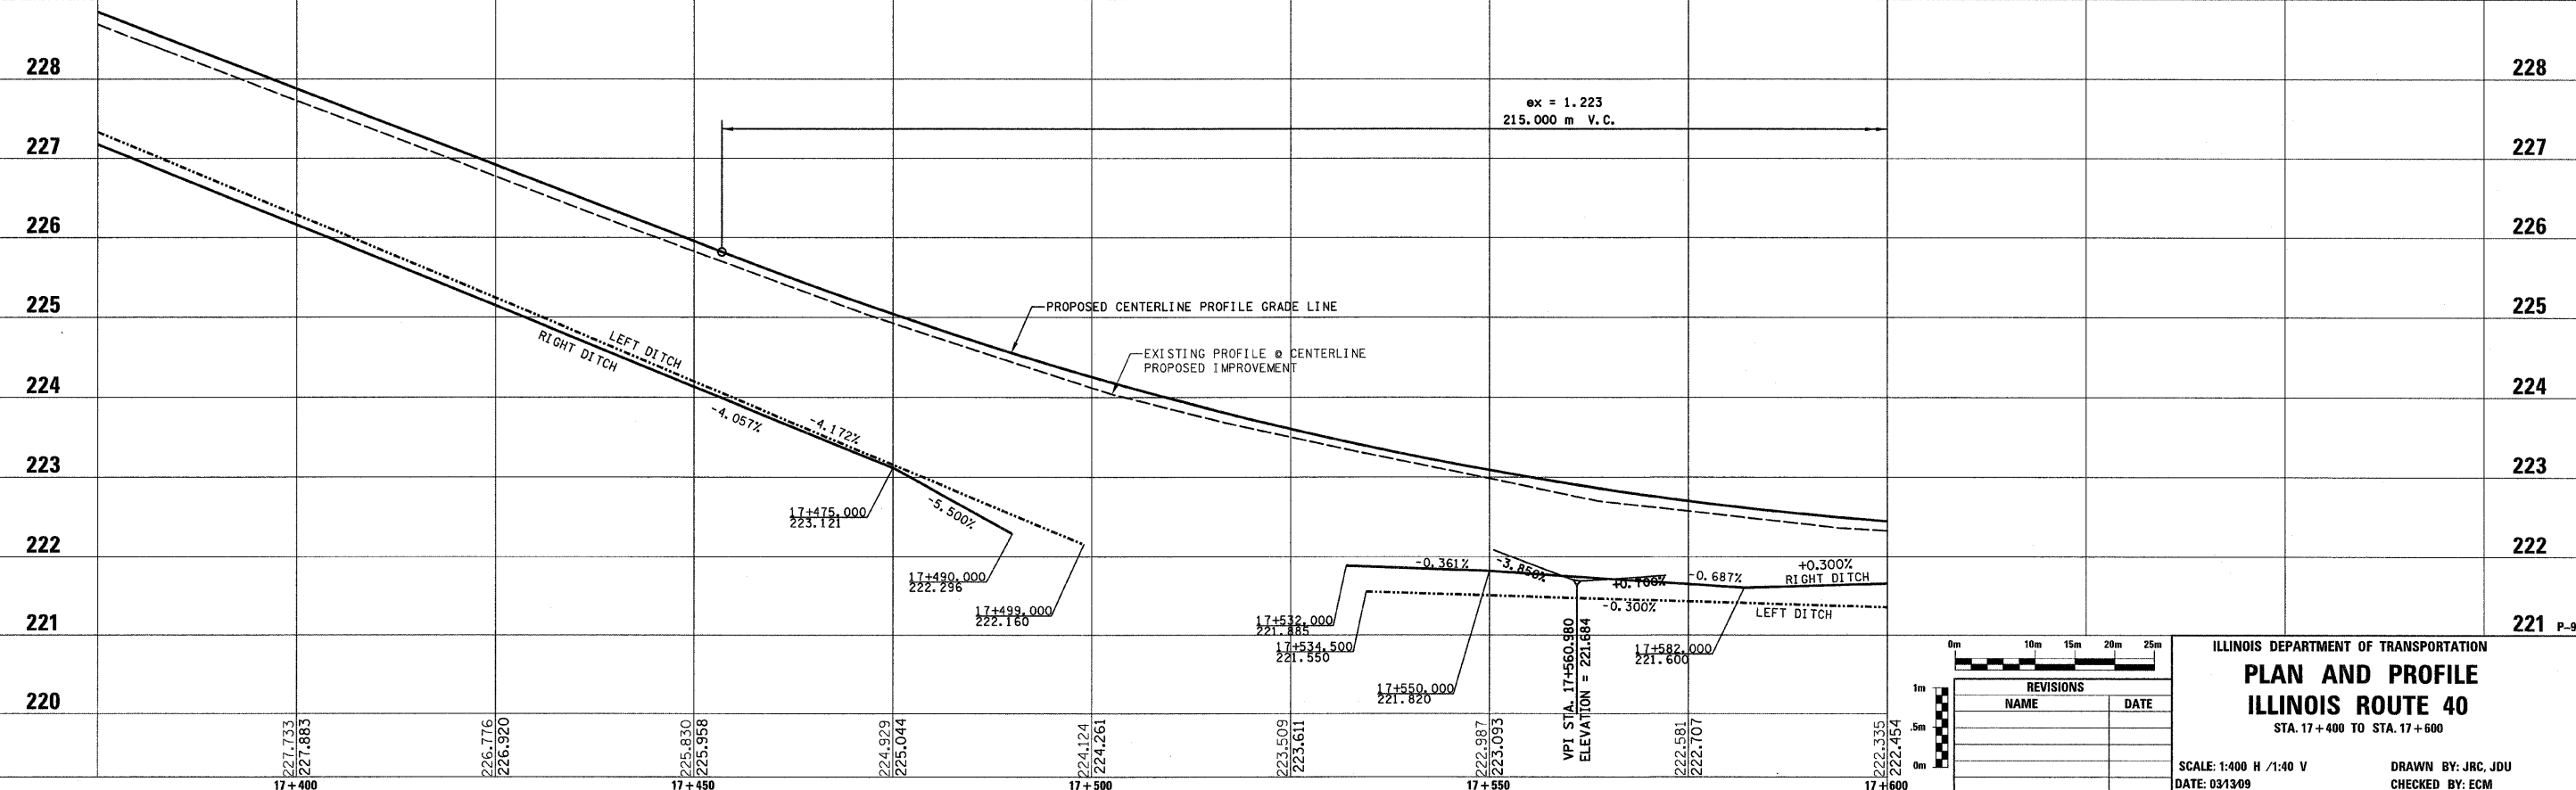 228
228
ex = 1.223
215.000 m V.C.
227
227
226
226
225
225
PROPOSED CENTERLINE PROFILE GRADE LINE
LEFT DITCH
RIGHT DITCH
EXISTING PROFILE @ CENTERLINE
PROPOSED IMPROVEMENT
224
224
-4.057%
-4.172%
223
223
17+475.000
223.121
-5.500%
222
222
17+490.000
222.296
17+499.000
222.160
-0.361%
-3.850%
+0.100%
-0.687%
+0.300%
RIGHT DITCH
-0.300%
LEFT DITCH
221
221
P-9
17+532.000
221.885
17+534.500
221.550
17+550.000
221.820
VPI STA. 17+560.980
ELEVATION = 221.684
17+582.000
221.600
220
227.733
227.883
226.776
226.920
225.830
225.958
224.929
225.044
224.124
224.261
223.509
223.611
222.987
223.093
222.581
222.707
222.335
222.454
17+400
17+450
17+500
17+550
17+600
0m 10m 15m 20m 25m
1m
.5m
0m
REVISIONS
NAME DATE
ILLINOIS DEPARTMENT OF TRANSPORTATION
PLAN AND PROFILE
ILLINOIS ROUTE 40
STA. 17+400 TO STA. 17+600
SCALE: 1:400 H /1:40 V
DRAWN BY: JRC, JDU
DATE: 03/13/09
CHECKED BY: ECM